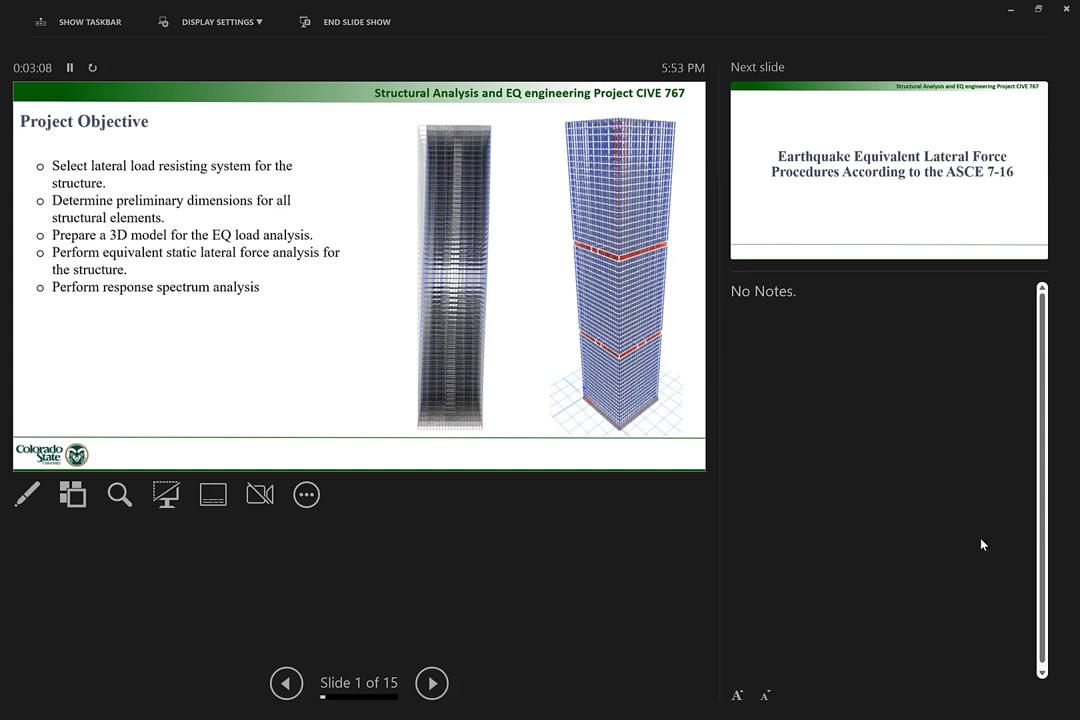 SHOW TASKBAR
DISPLAY SETTINGS ▼
END SLIDE SHOW
0:03:08
5:53 PM
Structural Analysis and EQ engineering Project CIVE 767
Project Objective
o Select lateral load resisting system for the
structure.
o Determine preliminary dimensions for all
structural elements.
o Prepare a 3D model for the EQ load analysis.
o Perform equivalent static lateral force analysis for
the structure.
o Perform response spectrum analysis
Colorado
State
University
Next slide
Structural Analysis and EQ engineering Project CIVE 767
Earthquake Equivalent Lateral Force
Procedures According to the ASCE 7-16
No Notes.
Slide 1 of 15
A A